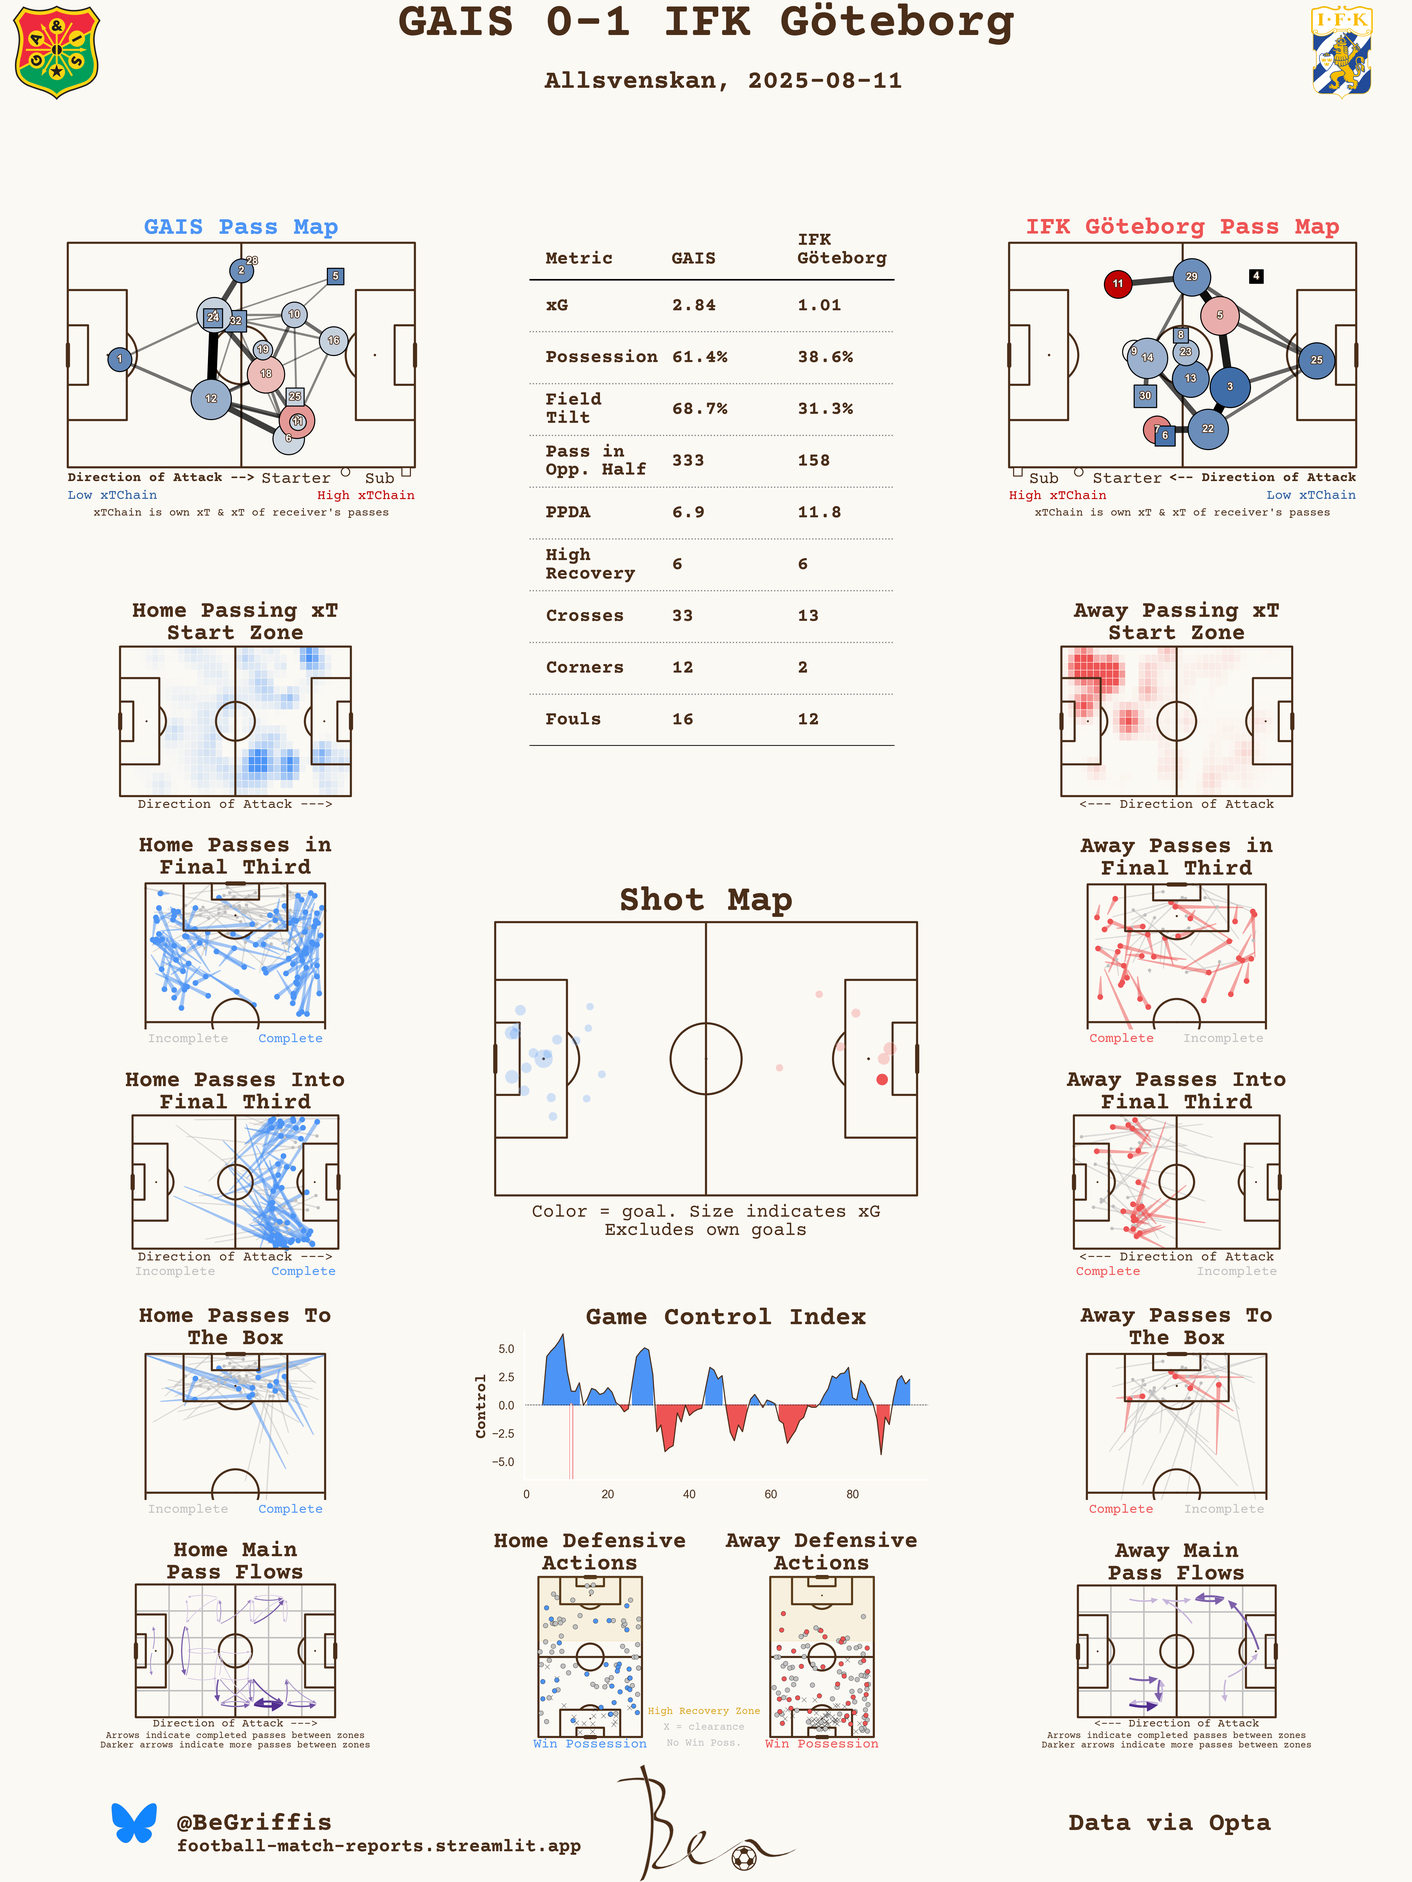 GAIS 0-1 IFK Göteborg
Allsvenskan, 2025-08-11
G A & I S
I·F·K
GAIS Pass Map
28
2
5
24
32
10
16
19
1
18
12
25
11
6
Direction of Attack --> Starter Sub
Low xTChain High xTChain
xTChain is own xT & xT of receiver's passes
Metric GAIS IFK Göteborg
xG 2.84 1.01
Possession 61.4% 38.6%
Field Tilt 68.7% 31.3%
Pass in Opp. Half 333 158
PPDA 6.9 11.8
High Recovery 6 6
Crosses 33 13
Corners 12 2
Fouls 16 12
IFK Göteborg Pass Map
11
29
4
5
8
9
14
23
25
13
3
30
7
6
22
Sub Starter <-- Direction of Attack
High xTChain Low xTChain
xTChain is own xT & xT of receiver's passes
Home Passing xT
Start Zone
Direction of Attack --->
Away Passing xT
Start Zone
<--- Direction of Attack
Home Passes in
Final Third
Incomplete Complete
Away Passes in
Final Third
Complete Incomplete
Shot Map
Color = goal. Size indicates xG
Excludes own goals
Home Passes Into
Final Third
Direction of Attack --->
Incomplete Complete
Away Passes Into
Final Third
<--- Direction of Attack
Complete Incomplete
Home Passes To
The Box
Incomplete Complete
Game Control Index
Control
5.0
2.5
0.0
−2.5
−5.0
0 20 40 60 80
Away Passes To
The Box
Complete Incomplete
Home Main
Pass Flows
Direction of Attack --->
Arrows indicate completed passes between zones
Darker arrows indicate more passes between zones
Home Defensive
Actions
Win Possession
High Recovery Zone
X = clearance
No Win Poss.
Away Defensive
Actions
Win Possession
Away Main
Pass Flows
<--- Direction of Attack
Arrows indicate completed passes between zones
Darker arrows indicate more passes between zones
@BeGriffis
football-match-reports.streamlit.app
Ben
Data via Opta